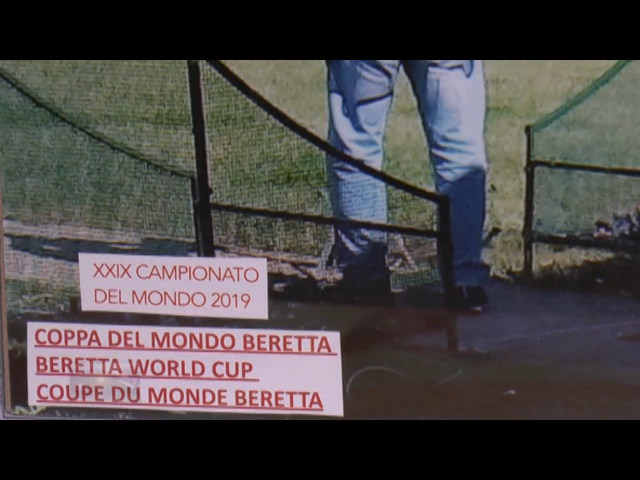 XXIX CAMPIONATO
DEL MONDO 2019
COPPA DEL MONDO BERETTA
BERETTA WORLD CUP
COUPE DU MONDE BERETTA